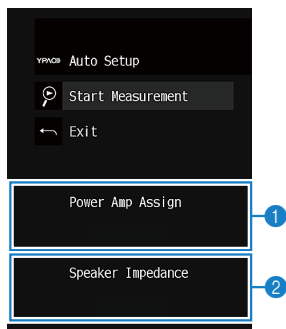 YPAO Auto Setup
Start Measurement
Exit
Power Amp Assign
1
Speaker Impedance
2